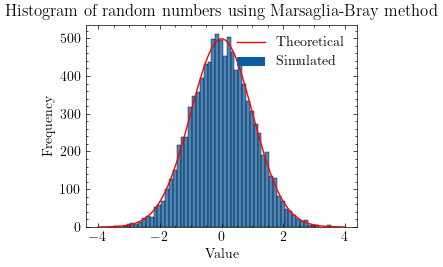 Histogram of random numbers using Marsaglia-Bray method
Theoretical
Simulated
Frequency
500
400
300
200
100
0
−4 −2 0 2 4
Value